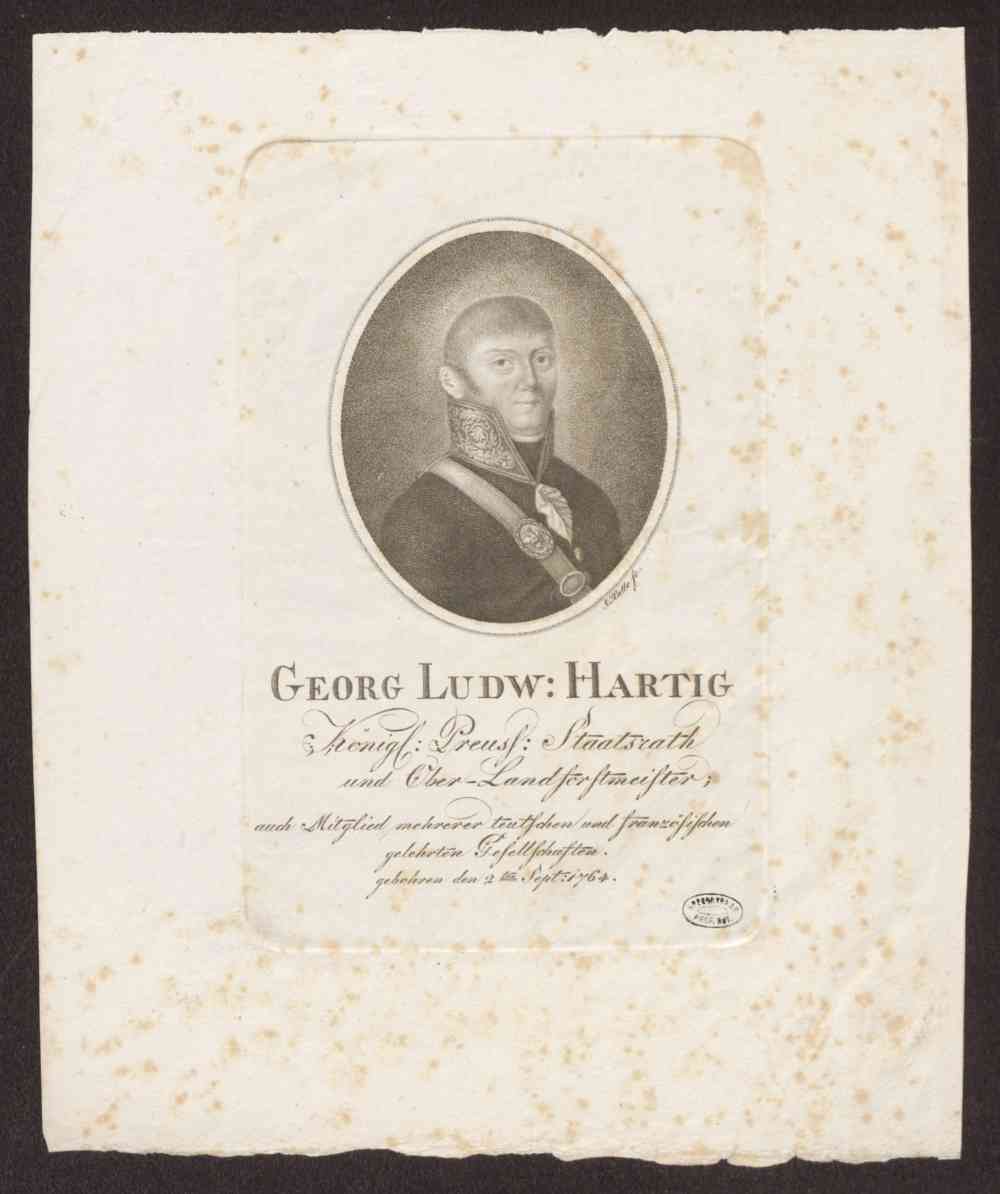 GEORG LUDW: HARTIG
Königſ: Preuſſ: Staatsrath
und Ober-Landforſtmeiſter;
auch Mitglied mehrerer teutſchen und franzöſiſchen
gelehrten Geſellſchaften.
gebohren den 2ten Sept: 1764.